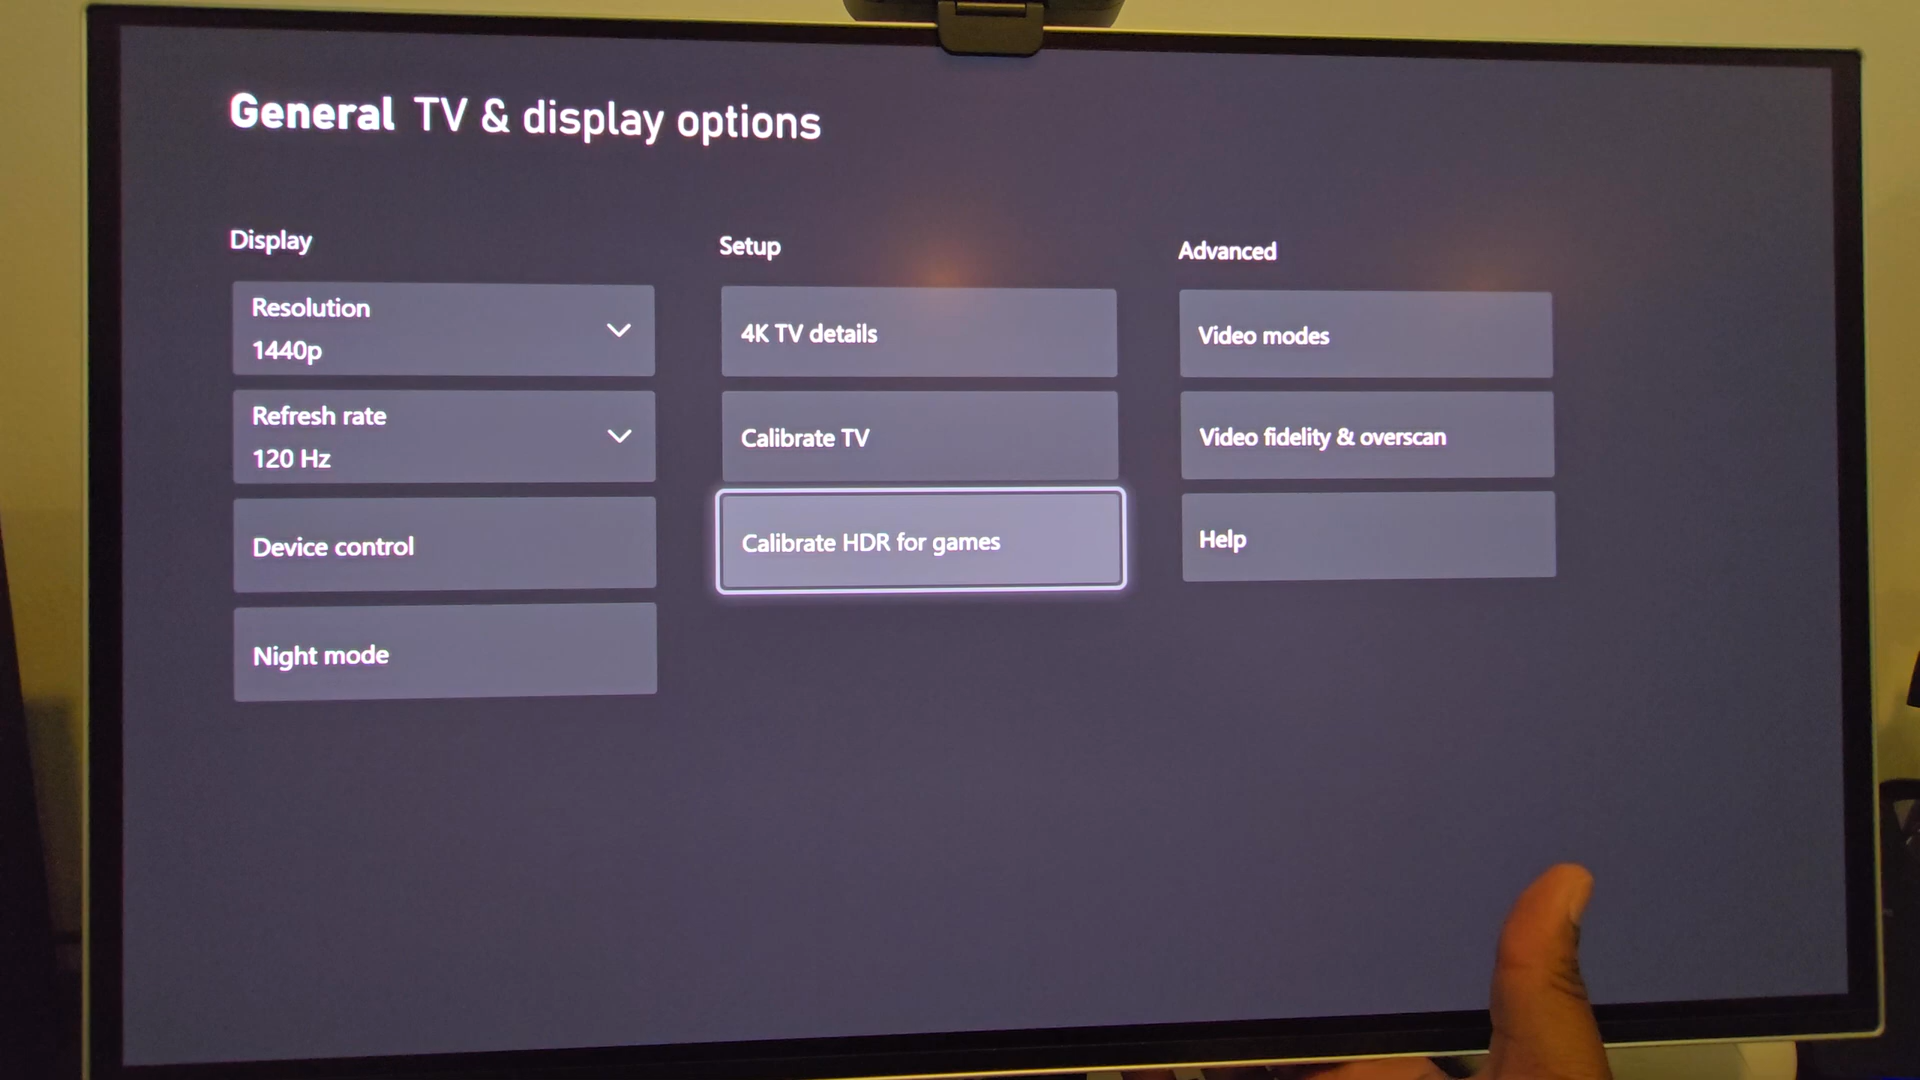 General TV & display options
Display
Resolution
1440p
Refresh rate
120 Hz
Device control
Night mode
Setup
4K TV details
Calibrate TV
Calibrate HDR for games
Advanced
Video modes
Video fidelity & overscan
Help